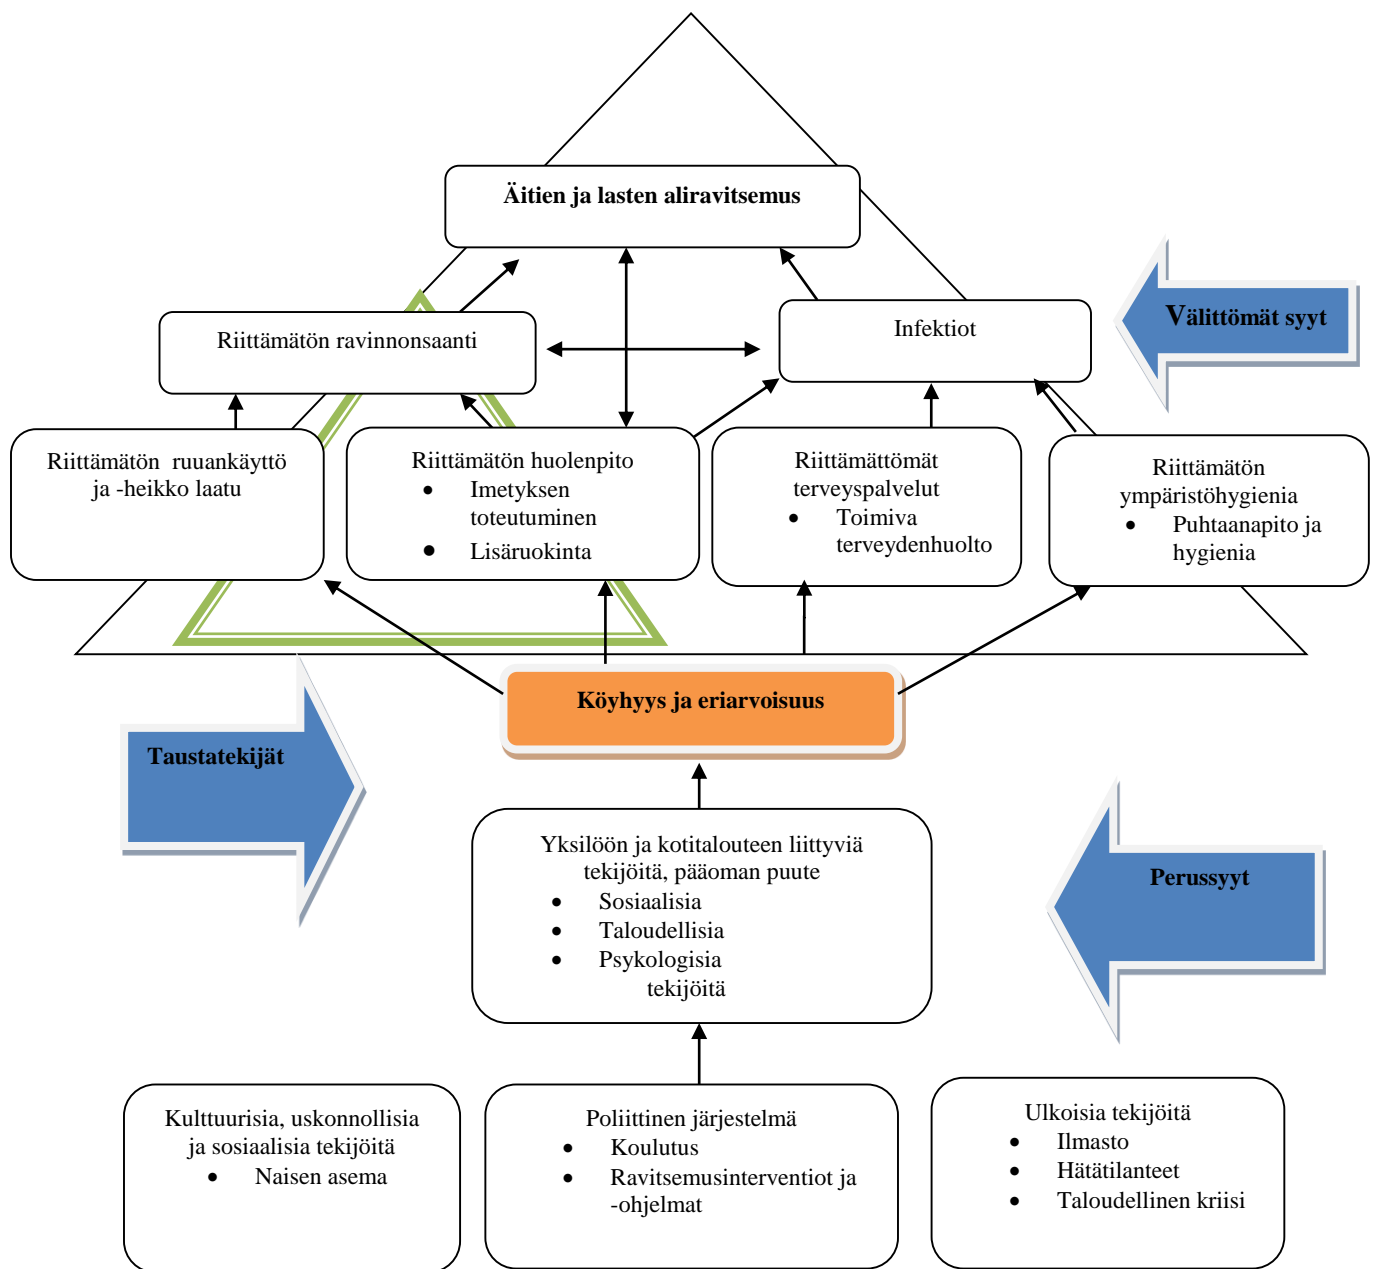 Äitien ja lasten aliravitsemus
Riittämätön ravinnonsaanti
Infektiot
Välittömät syyt
Riittämätön ruuankäyttö
ja -heikko laatu
Riittämätön huolenpito
• Imetyksen
toteutuminen
• Lisäruokinta
Riittämättömät
terveyspalvelut
• Toimiva
terveydenhuolto
Riittämätön
ympäristöhygienia
• Puhtaanapito ja
hygienia
Köyhyys ja eriarvoisuus
Taustatekijät
Yksilöön ja kotitalouteen liittyviä
tekijöitä, pääoman puute
• Sosiaalisia
• Taloudellisia
• Psykologisia
tekijöitä
Perussyyt
Kulttuurisia, uskonnollisia
ja sosiaalisia tekijöitä
• Naisen asema
Poliittinen järjestelmä
• Koulutus
• Ravitsemusinterventiot ja
-ohjelmat
Ulkoisia tekijöitä
• Ilmasto
• Hätätilanteet
• Taloudellinen kriisi